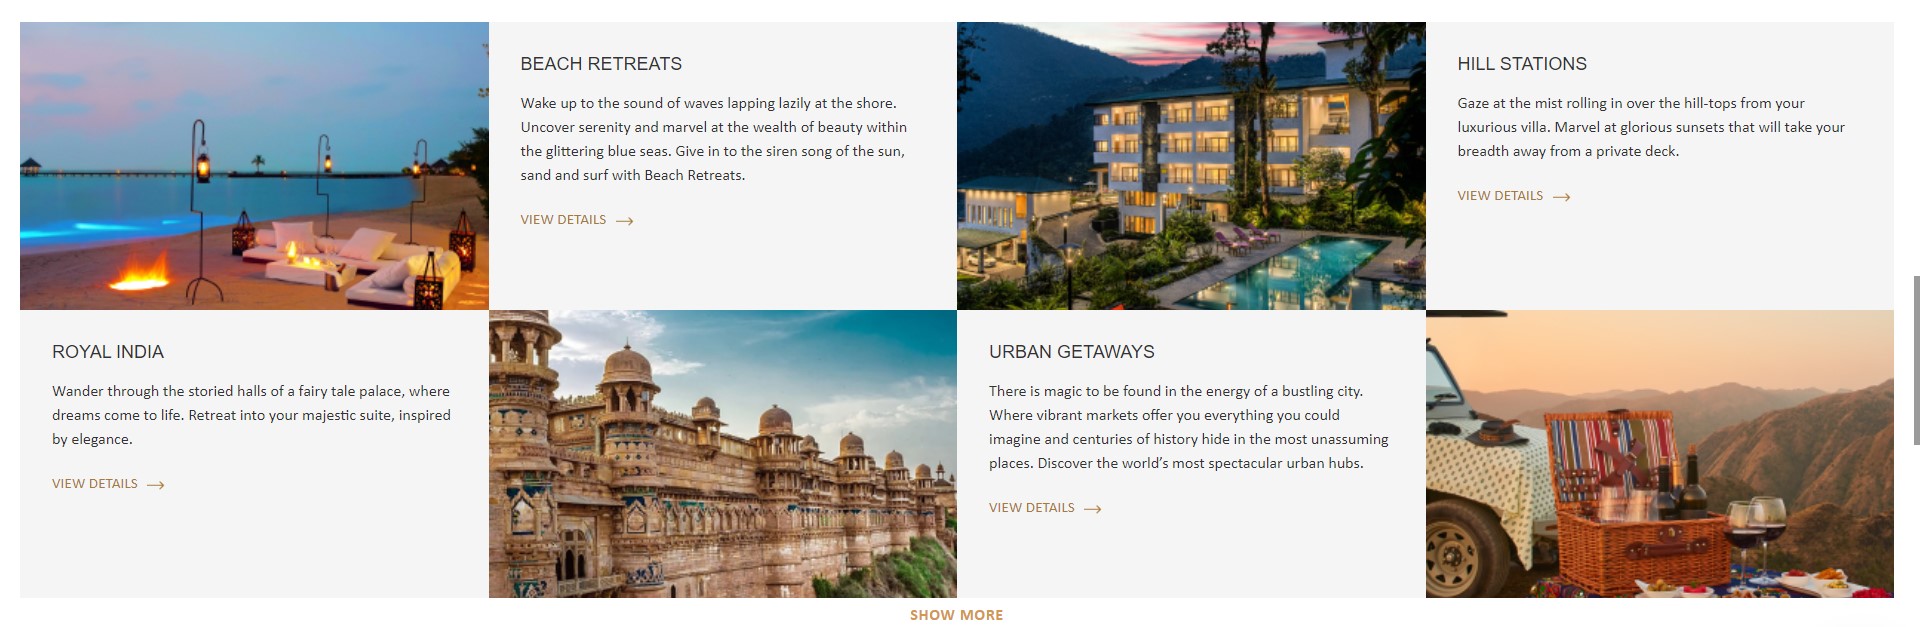 BEACH RETREATS
Wake up to the sound of waves lapping lazily at the shore.
Uncover serenity and marvel at the wealth of beauty within
the glittering blue seas. Give in to the siren song of the sun,
sand and surf with Beach Retreats.
VIEW DETAILS
HILL STATIONS
Gaze at the mist rolling in over the hill-tops from your
luxurious villa. Marvel at glorious sunsets that will take your
breadth away from a private deck.
VIEW DETAILS
ROYAL INDIA
Wander through the storied halls of a fairy tale palace, where
dreams come to life. Retreat into your majestic suite, inspired
by elegance.
VIEW DETAILS
URBAN GETAWAYS
There is magic to be found in the energy of a bustling city.
Where vibrant markets offer you everything you could
imagine and centuries of history hide in the most unassuming
places. Discover the world’s most spectacular urban hubs.
VIEW DETAILS
SHOW MORE